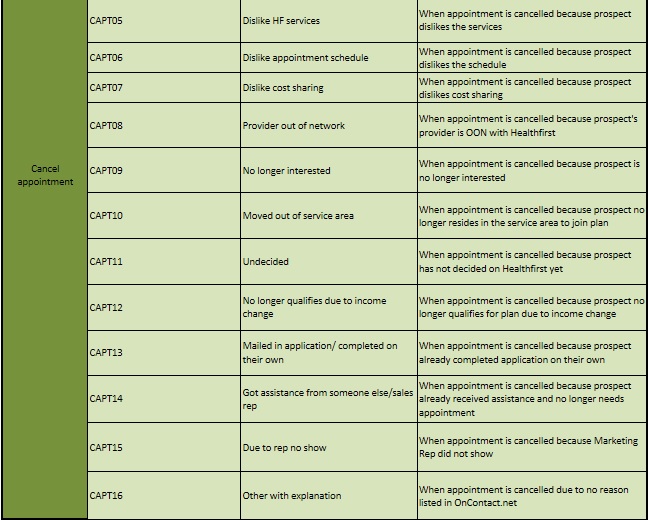 Cancel
appointment
CAPT05
Dislike HF services
When appointment is cancelled because prospect
dislikes the services
CAPT06
Dislike appointment schedule
When appointment is cancelled because prospect
dislikes the schedule
CAPT07
Dislike cost sharing
When appointment is cancelled because prospect
dislikes cost sharing
CAPT08
Provider out of network
When appointment is cancelled because prospect's
provider is OON with Healthfirst
CAPT09
No longer interested
When appointment is cancelled because prospect is
no longer interested
CAPT10
Moved out of service area
When appointment is cancelled because prospect no
longer resides in the service area to join plan
CAPT11
Undecided
When appointment is cancelled because prospect
has not decided on Healthfirst yet
CAPT12
No longer qualifies due to income
change
When appointment is cancelled because prospect no
longer qualifies for plan due to income change
CAPT13
Mailed in application/ completed on
their own
When appointment is cancelled because prospect
already completed application on their own
CAPT14
Got assistance from someone else/sales
rep
When appointment is cancelled because prospect
already received assistance and no longer needs
appointment
CAPT15
Due to rep no show
When appointment is cancelled because Marketing
Rep did not show
CAPT16
Other with explanation
When appointment is cancelled due to no reason
listed in OnContact.net